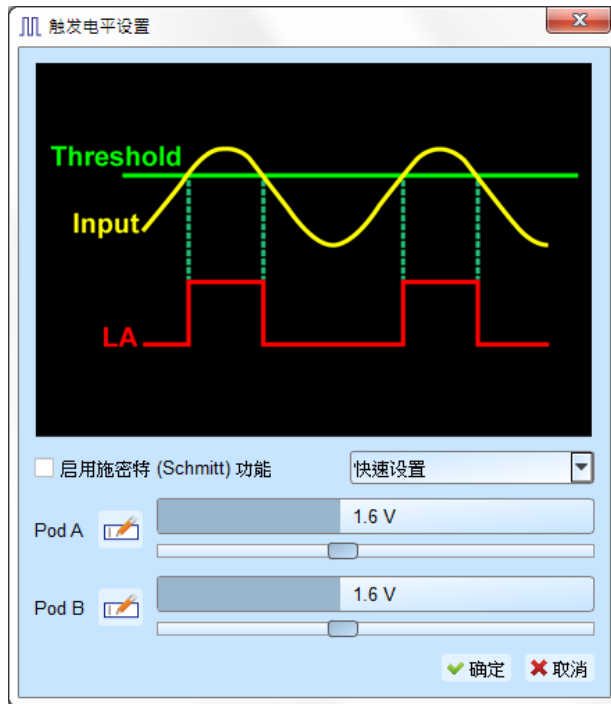 触发电平设置
Threshold
Input
LA
启用施密特 (Schmitt) 功能
快速设置
Pod A
1.6 V
Pod B
1.6 V
确定
取消